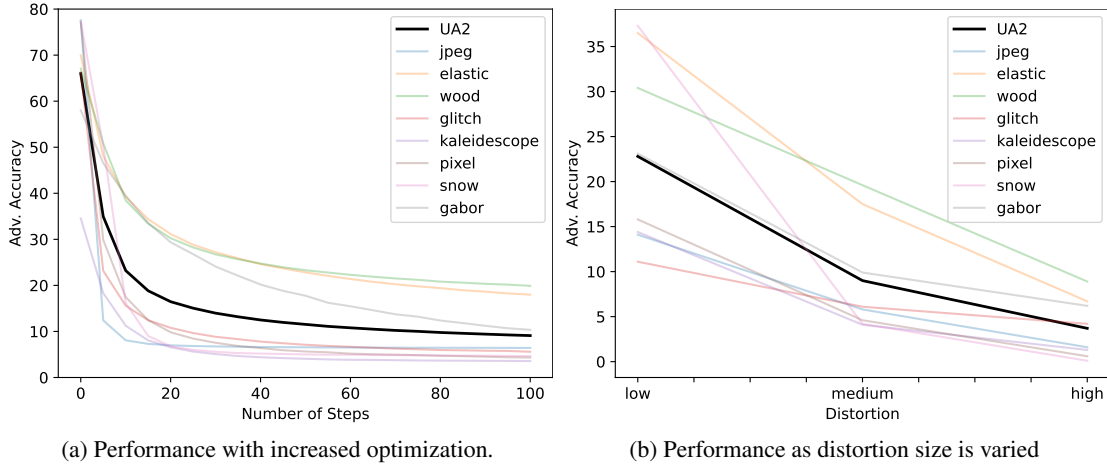 80
70
60
50
40
30
20
10
0
Adv. Accuracy
0 20 40 60 80 100
Number of Steps
UA2
jpeg
elastic
wood
glitch
kaleidescope
pixel
snow
gabor
(a) Performance with increased optimization.
35
30
25
20
15
10
5
0
Adv. Accuracy
low medium high
Distortion
UA2
jpeg
elastic
wood
glitch
kaleidescope
pixel
snow
gabor
(b) Performance as distortion size is varied